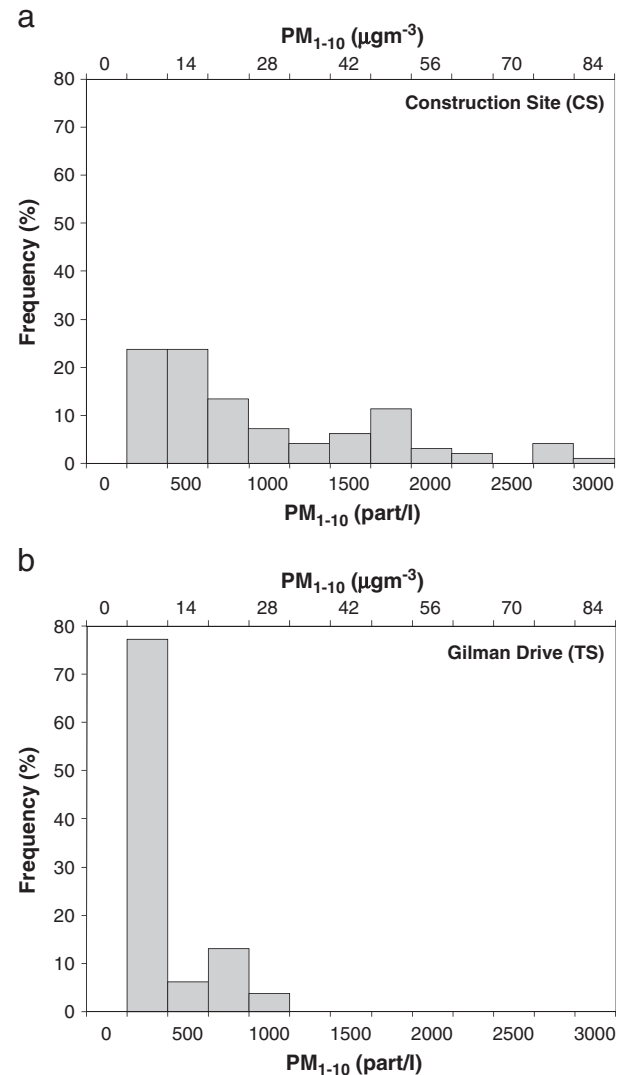 a
PM1-10 (µgm-3)
0 14 28 42 56 70 84
Construction Site (CS)
80
70
60
50
40
30
20
10
0
Frequency (%)
0 500 1000 1500 2000 2500 3000
PM1-10 (part/l)
b
PM1-10 (µgm-3)
0 14 28 42 56 70 84
Gilman Drive (TS)
80
70
60
50
40
30
20
10
0
Frequency (%)
0 500 1000 1500 2000 2500 3000
PM1-10 (part/l)